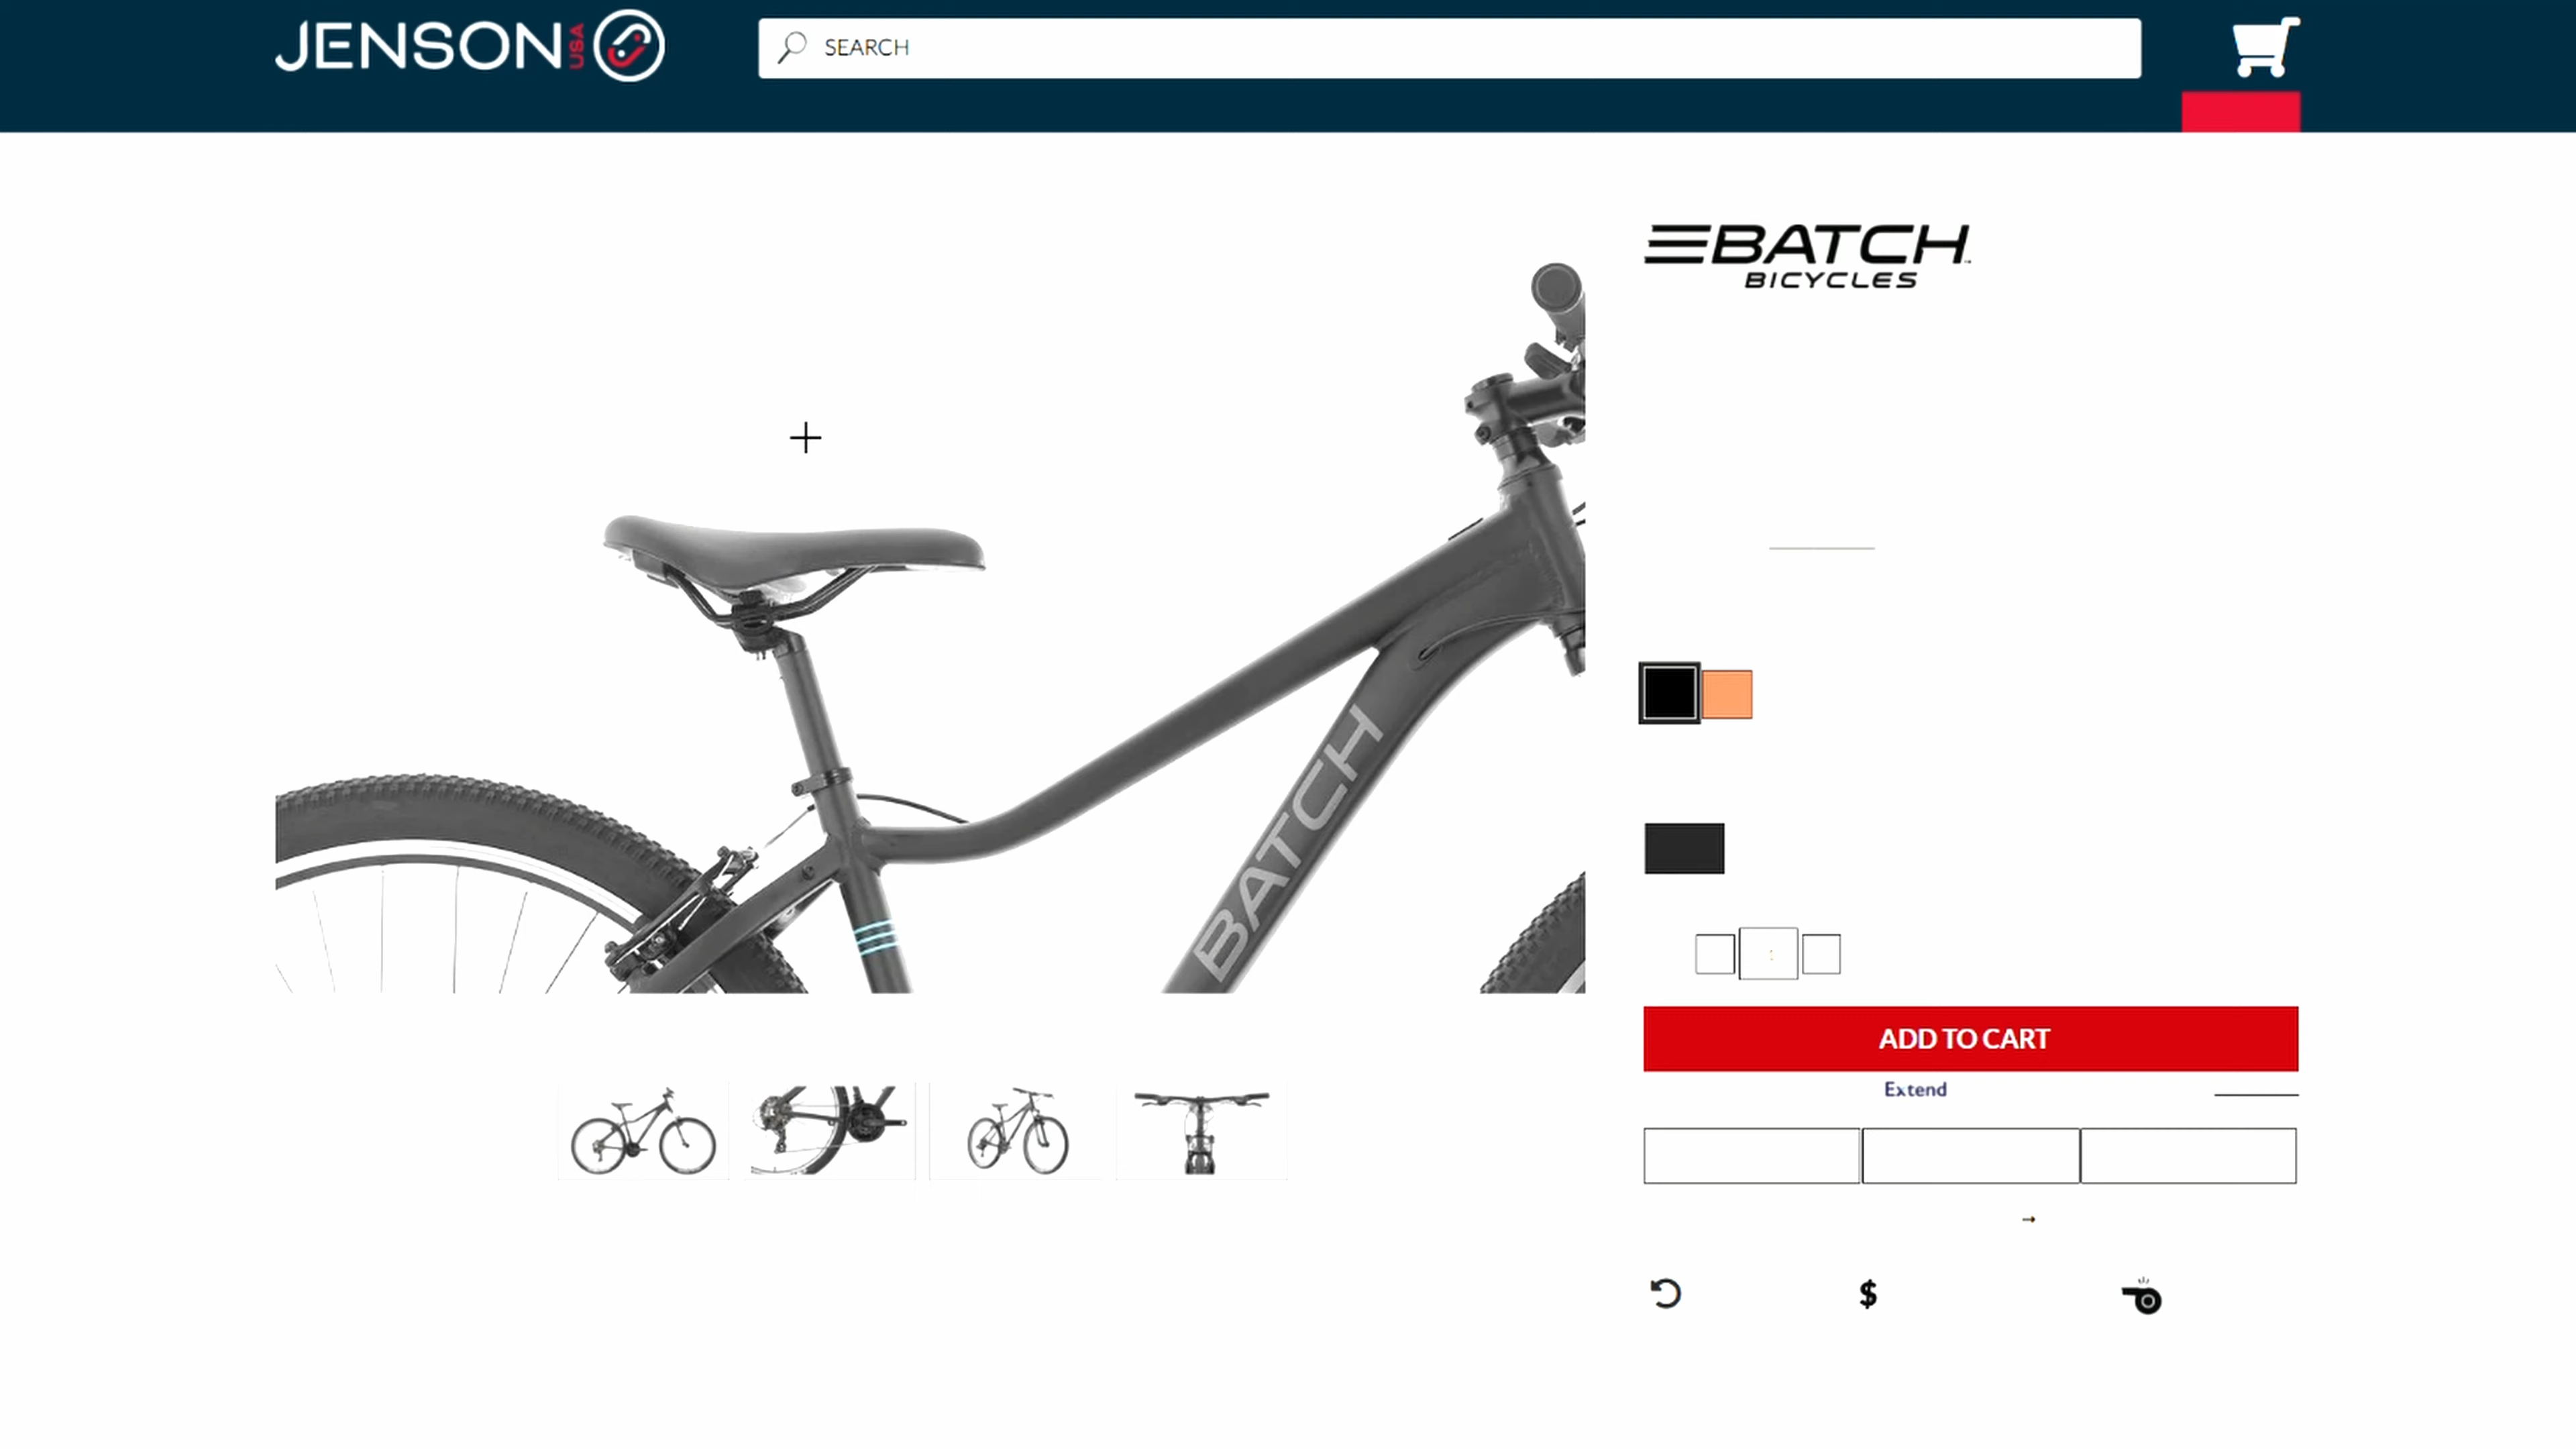 JENSON USA
SEARCH
BATCH
BICYCLES
BATCH
ADD TO CART
Extend
$